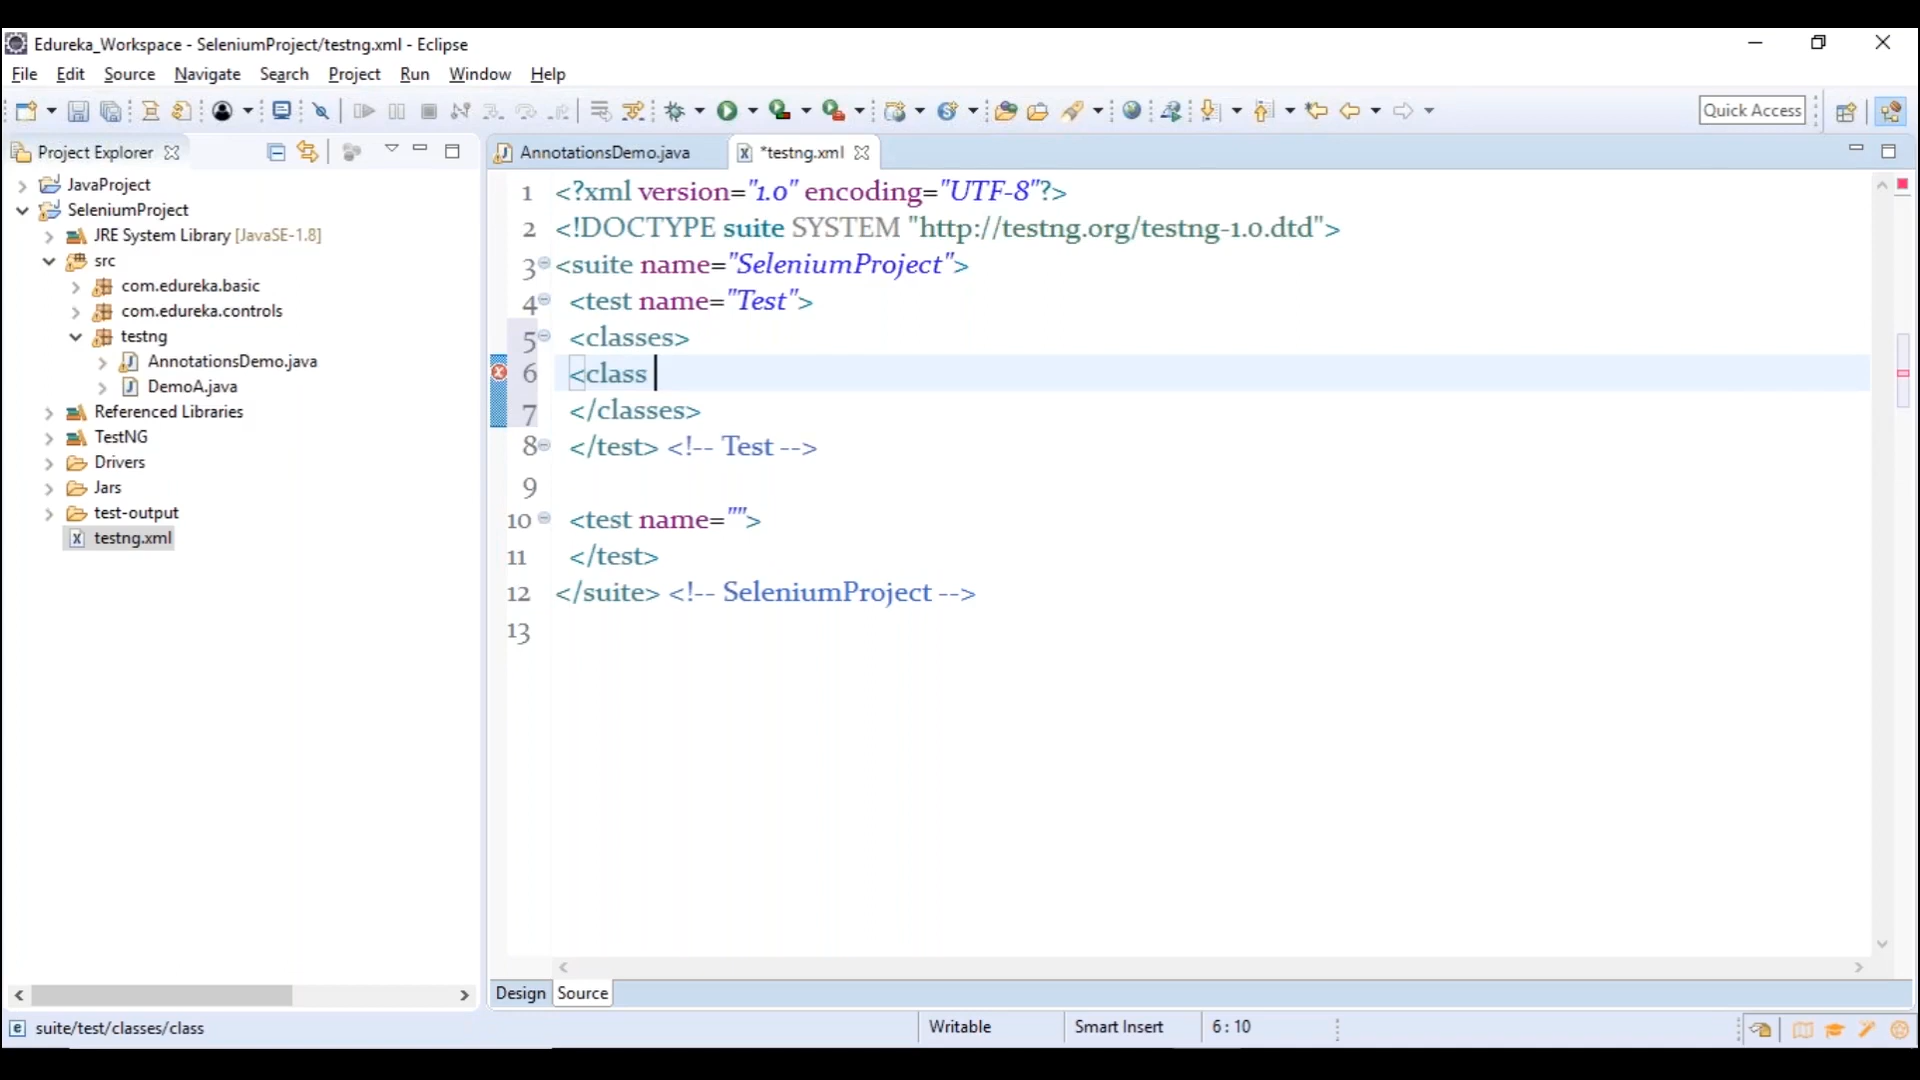 Edureka_Workspace - SeleniumProject/testng.xml - Eclipse
File Edit Source Navigate Search Project Run Window Help
Quick Access
Project Explorer
JavaProject
SeleniumProject
JRE System Library [JavaSE-1.8]
src
com.edureka.basic
com.edureka.controls
testng
AnnotationsDemo.java
DemoA.java
Referenced Libraries
TestNG
Drivers
Jars
test-output
testng.xml
AnnotationsDemo.java *testng.xml
1 <?xml version="1.0" encoding="UTF-8"?>
2 <!DOCTYPE suite SYSTEM "http://testng.org/testng-1.0.dtd">
3 <suite name="SeleniumProject">
4 <test name="Test">
5 <classes>
6 <class
7 </classes>
8 </test> <!-- Test -->
9
10 <test name="">
11 </test>
12 </suite> <!-- SeleniumProject -->
13
Design Source
suite/test/classes/class Writable Smart Insert 6 : 10